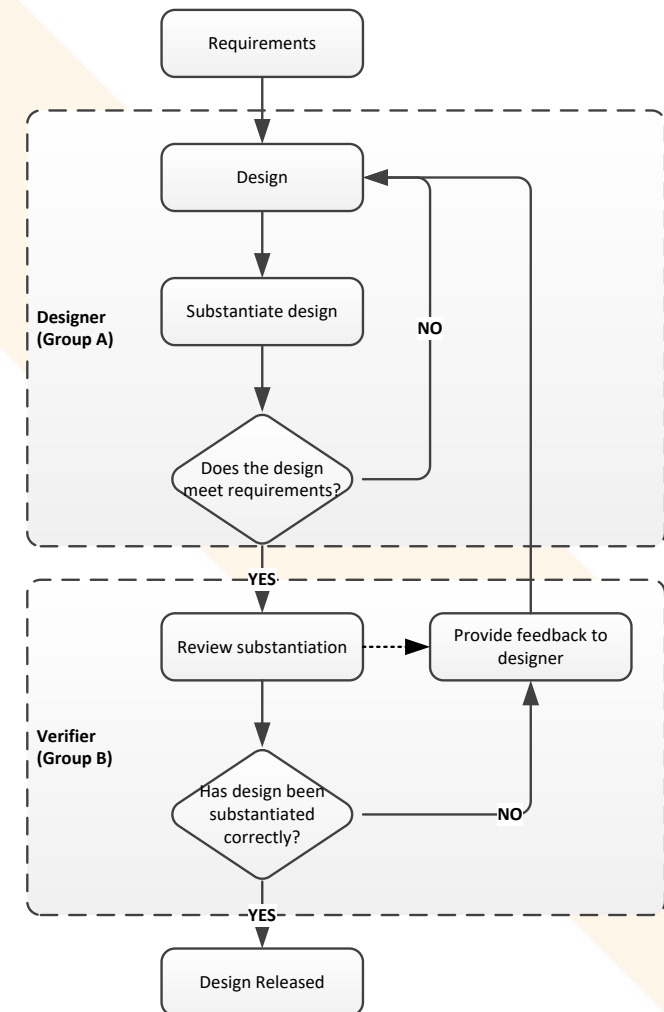 Requirements
Design
Substantiate design
Designer
(Group A)
NO
Does the design
meet requirements?
YES
Review substantiation
Provide feedback to
designer
Verifier
(Group B)
Has design been
substantiated
correctly?
NO
YES
Design Released